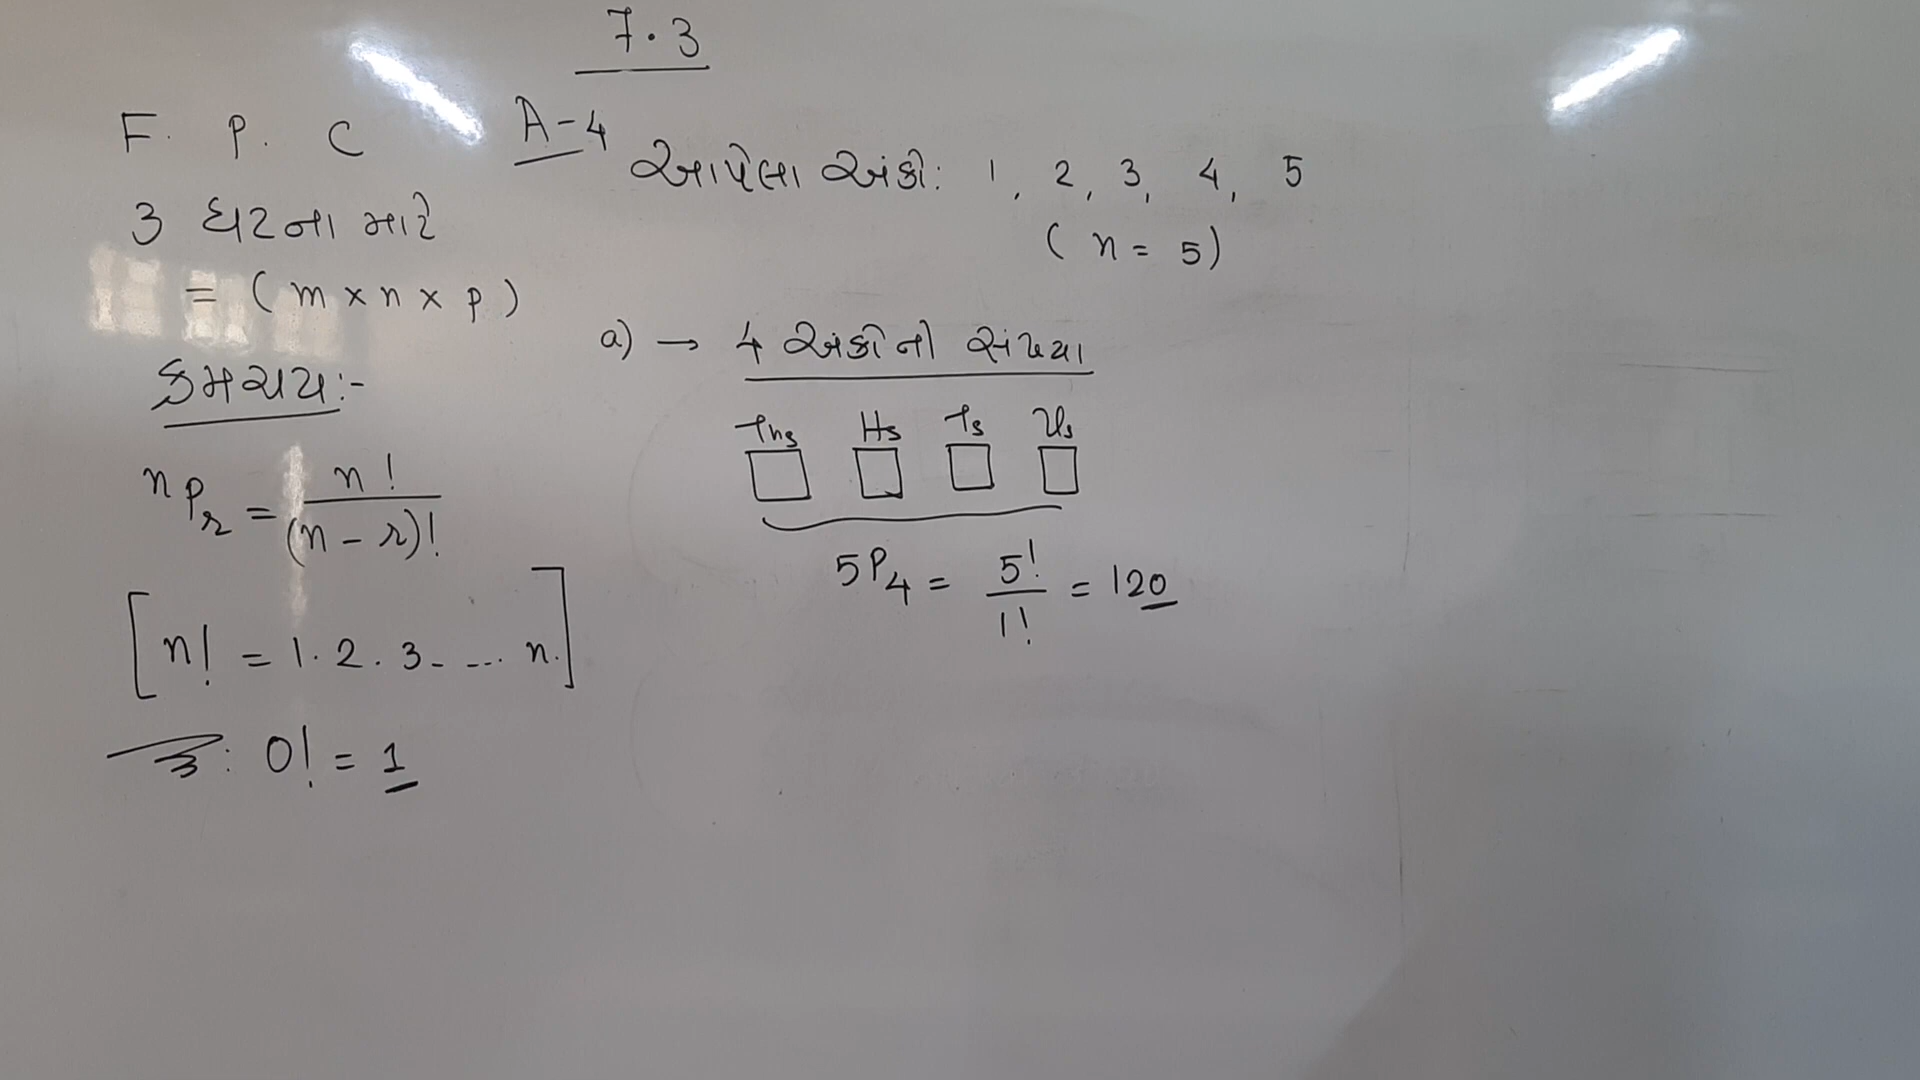 7.3
F. P. C
3 ઘટના માટે
= (m × n × p)
ક્રમચય:-
nPr = n! / (n - r)!
[n! = 1. 2. 3- --- n.]
0! = 1
A-4 આપેલા અંકો: 1, 2, 3, 4, 5
(n = 5)
a) → 4 અંકોની સંખ્યા
Ths Hs Ts Us
5P4 = 5! / 1! = 120